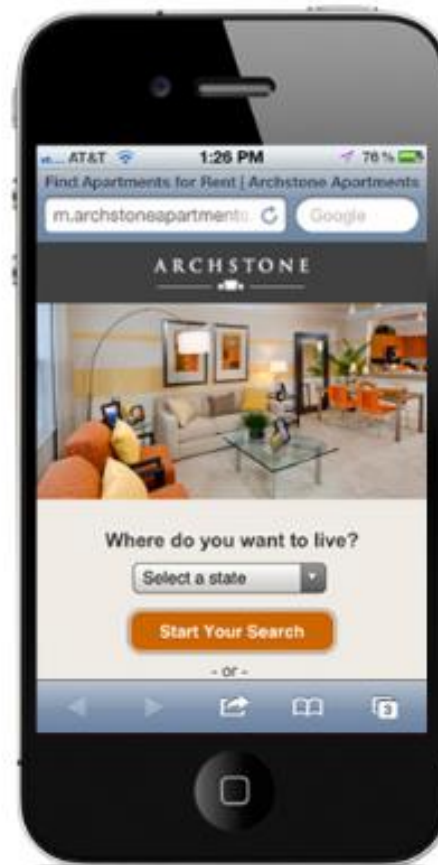 AT&T 1:26 PM 76%
Find Apartments for Rent | Archstone Apartments
m.archstoneapartments. Google
ARCHSTONE
Where do you want to live?
Select a state
Start Your Search
- or -
3